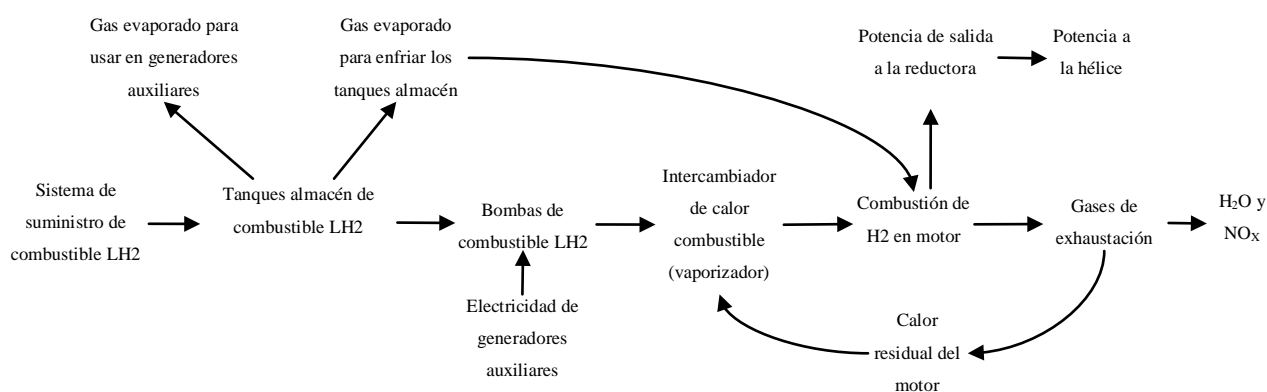 Gas evaporado para
usar en generadores
auxiliares
Gas evaporado
para enfriar los
tanques almacén
Potencia de salida
a la reductora
Potencia a
la hélice
Sistema de
suministro de
combustible LH2
Tanques almacén de
combustible LH2
Bombas de
combustible LH2
Intercambiador
de calor
combustible
(vaporizador)
Combustión de
H2 en motor
Gases de
exhaustación
H₂O y
NOₓ
Electricidad de
generadores
auxiliares
Calor
residual del
motor